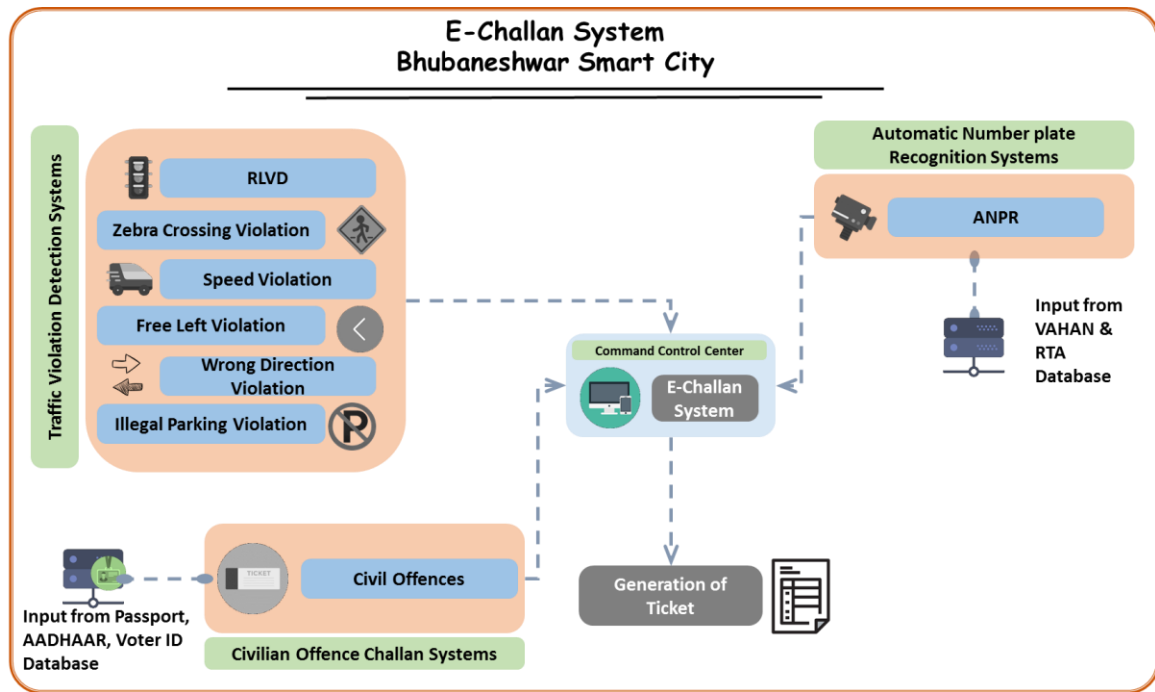 E-Challan System
Bhubaneshwar Smart City
Traffic Violation Detection Systems
RLVD
Zebra Crossing Violation
Speed Violation
Free Left Violation
Wrong Direction
Violation
Illegal Parking Violation
P
Automatic Number plate
Recognition Systems
ANPR
Input from
VAHAN &
RTA
Database
Command Control Center
E-Challan
System
TICKET
Civil Offences
Civilian Offence Challan Systems
Input from Passport,
AADHAAR, Voter ID
Database
Generation of
Ticket